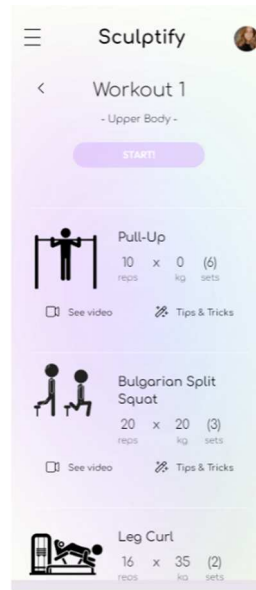 Sculptify
Workout 1
- Upper Body -
START!
Pull-Up
10 x 0 (6)
reps kg sets
See video Tips & Tricks
Bulgarian Split
Squat
20 x 20 (3)
reps kg sets
See video Tips & Tricks
Leg Curl
16 x 35 (2)
reps kg sets